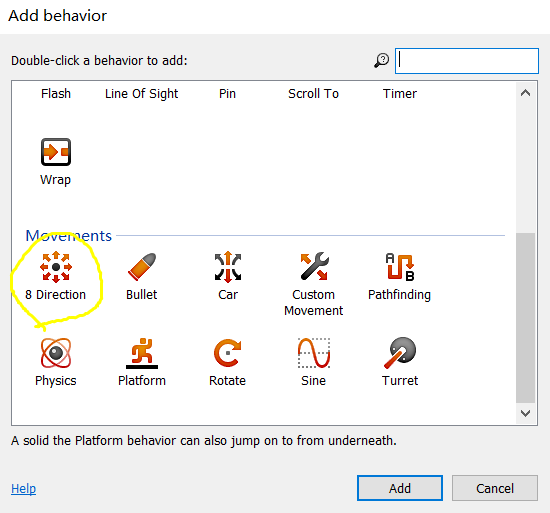 Add behavior
Double-click a behavior to add:
Flash Line Of Sight Pin Scroll To Timer
Wrap
Movements
8 Direction Bullet Car Custom Movement Pathfinding
Physics Platform Rotate Sine Turret
A solid the Platform behavior can also jump on to from underneath.
Help Add Cancel